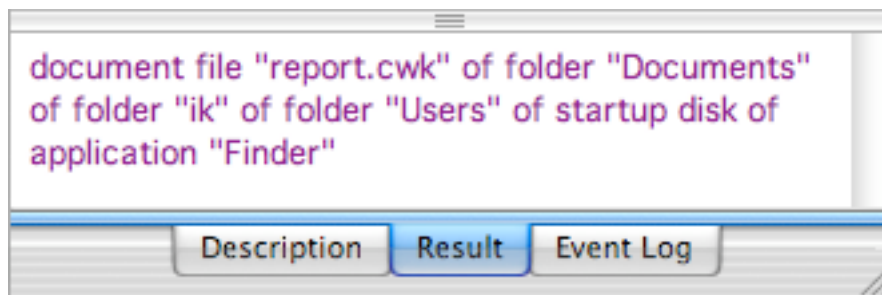 document file "report.cwk" of folder "Documents"
of folder "ik" of folder "Users" of startup disk of
application "Finder"
Description
Result
Event Log